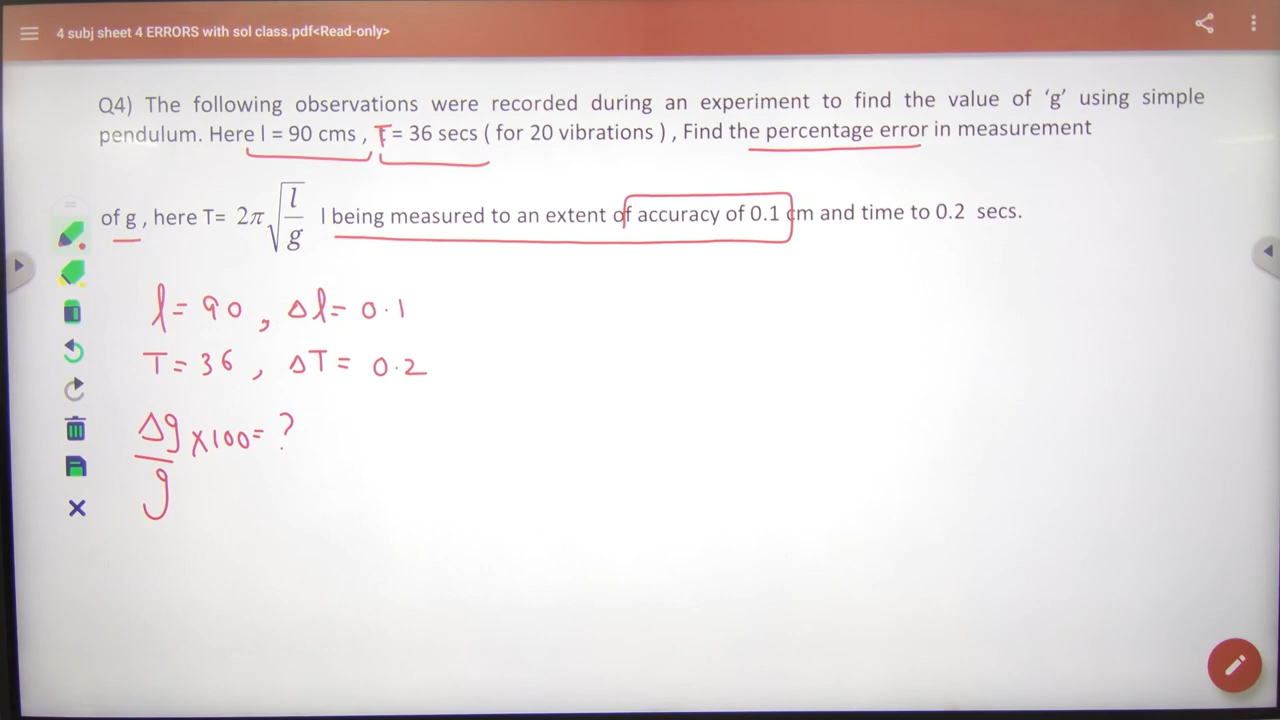 4 subj sheet 4 ERRORS with sol class.pdf<Read-only>
Q4) The following observations were recorded during an experiment to find the value of ‘g’ using simple
pendulum. Here l = 90 cms , T= 36 secs ( for 20 vibrations ) , Find the percentage error in measurement
of g , here T= 2π√(l/g) l being measured to an extent of accuracy of 0.1 cm and time to 0.2 secs.
l = 90 , Δl = 0.1
T = 36 , ΔT = 0.2
Δg/g ×100 = ?